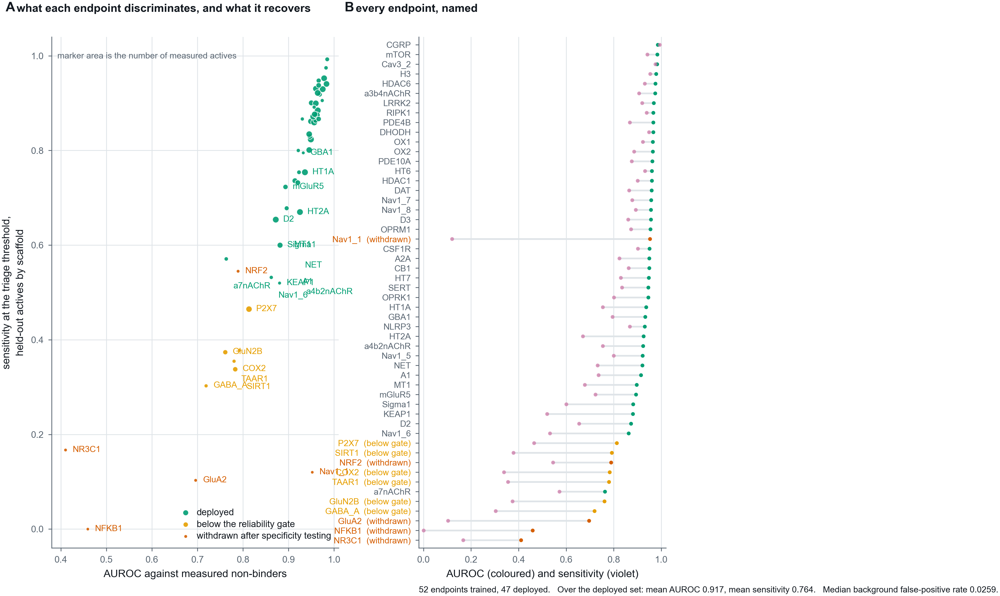 A what each endpoint discriminates, and what it recovers
marker area is the number of measured actives
1.0
0.8
0.6
0.4
0.2
0.0
sensitivity at the triage threshold,
held-out actives by scaffold
GBA1
HT1A
mGluR5
HT2A
D2
Sigma1
MT1
NET
NRF2
KEAP1
A1
a7nAChR
a4b2nAChR
Nav1_6
P2X7
GluN2B
COX2
TAAR1
GABA_A
SIRT1
NR3C1
Nav1_1
GluA2
NFKB1
deployed
below the reliability gate
withdrawn after specificity testing
0.4 0.5 0.6 0.7 0.8 0.9 1.0
AUROC against measured non-binders
B every endpoint, named
CGRP
mTOR
Cav3_2
H3
HDAC6
a3b4nAChR
LRRK2
RIPK1
PDE4B
DHODH
OX1
OX2
PDE10A
HT6
HDAC1
DAT
Nav1_7
Nav1_8
D3
OPRM1
Nav1_1 (withdrawn)
CSF1R
A2A
CB1
HT7
SERT
OPRK1
HT1A
GBA1
NLRP3
HT2A
a4b2nAChR
Nav1_5
NET
A1
MT1
mGluR5
Sigma1
KEAP1
D2
Nav1_6
P2X7 (below gate)
SIRT1 (below gate)
NRF2 (withdrawn)
COX2 (below gate)
TAAR1 (below gate)
a7nAChR
GluN2B (below gate)
GABA_A (below gate)
GluA2 (withdrawn)
NFKB1 (withdrawn)
NR3C1 (withdrawn)
0.0 0.2 0.4 0.6 0.8 1.0
AUROC (coloured) and sensitivity (violet)
52 endpoints trained, 47 deployed. Over the deployed set: mean AUROC 0.917, mean sensitivity 0.764. Median background false-positive rate 0.0259.